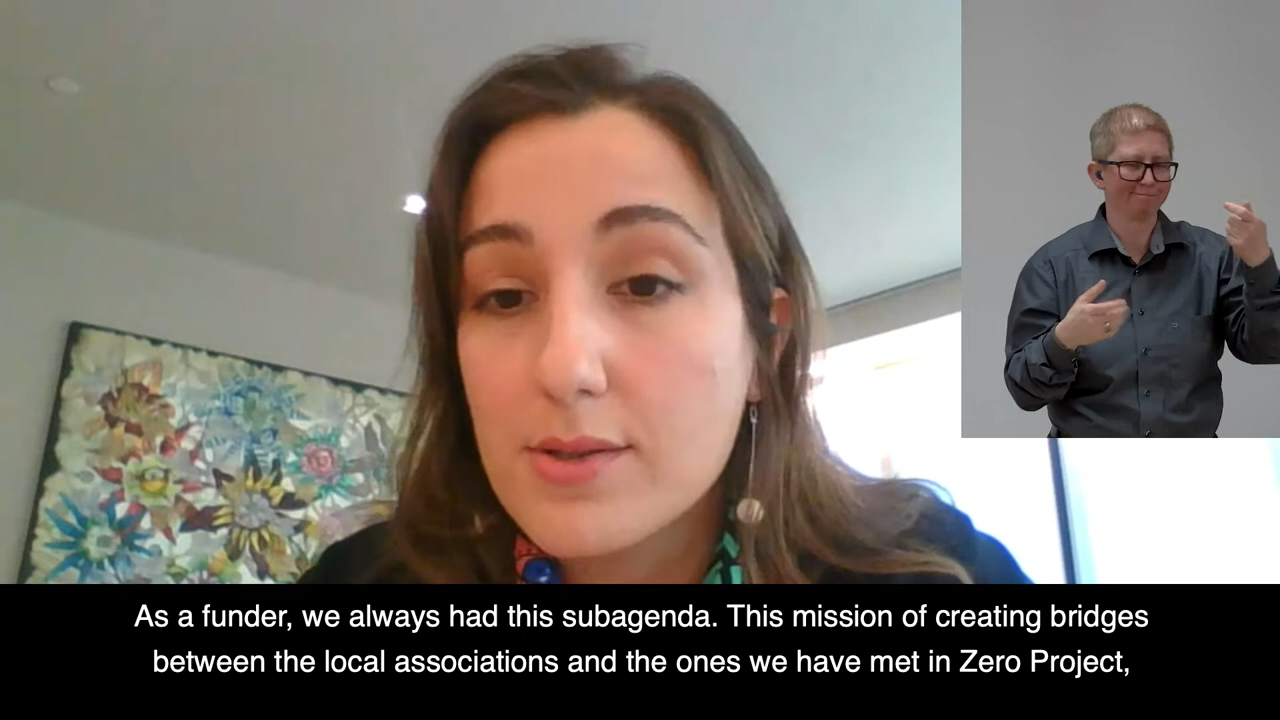 As a funder, we always had this subagenda. This mission of creating bridges
between the local associations and the ones we have met in Zero Project,